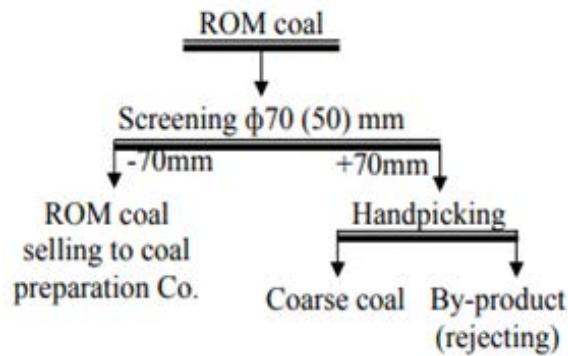 ROM coal
Screening ф70 (50) mm
-70mm
+70mm
ROM coal
selling to coal
preparation Co.
Handpicking
Coarse coal
By-product
(rejecting)